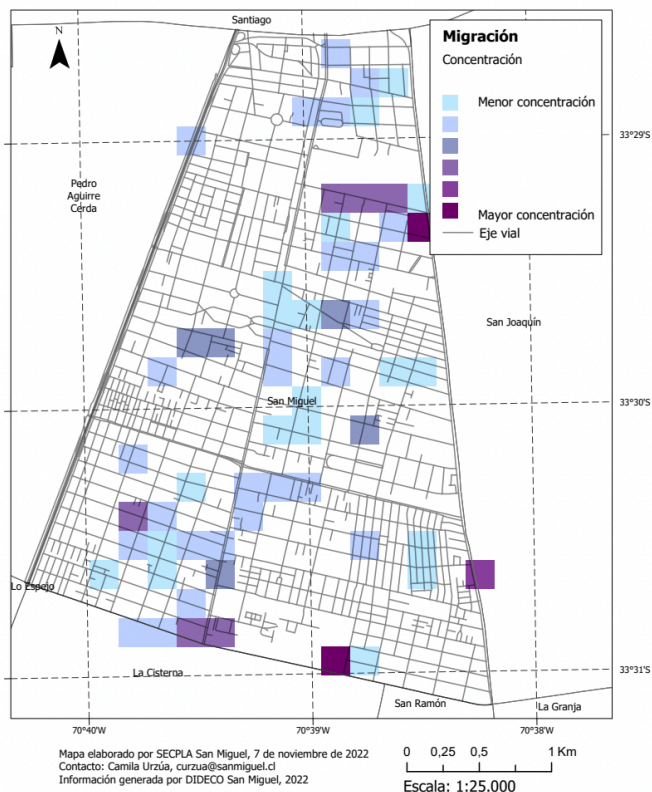 Santiago
N
Migración
Concentración
Menor concentración
Mayor concentración
Eje vial
33°29'S
Pedro
Aguirre
Cerda
San Joaquín
33°30'S
San Miguel
Lo Espejo
La Cisterna
33°31'S
San Ramón
La Granja
70°40'W
70°39'W
70°38'W
Mapa elaborado por SECPLA San Miguel, 7 de noviembre de 2022
Contacto: Camila Urzúa, curzua@sanmiguel.cl
Información generada por DIDECO San Miguel, 2022
0 0,25 0,5 1 Km
Escala: 1:25.000